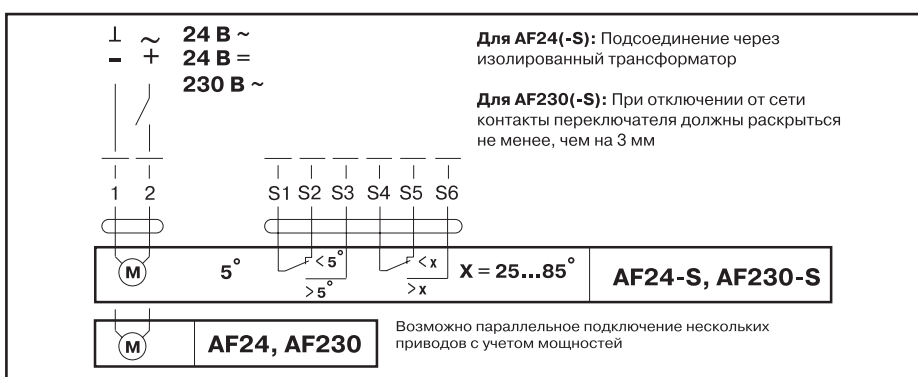 ⊥ ~ 24 В ~
– + 24 В =
230 В ~
Для AF24(-S): Подсоединение через
изолированный трансформатор
Для AF230(-S): При отключении от сети
контакты переключателя должны раскрыться
не менее, чем на 3 мм
1 2 S1 S2 S3 S4 S5 S6
M 5° < 5° < x X = 25...85° AF24-S, AF230-S
> 5° > x
M AF24, AF230
Возможно параллельное подключение нескольких
приводов с учетом мощностей